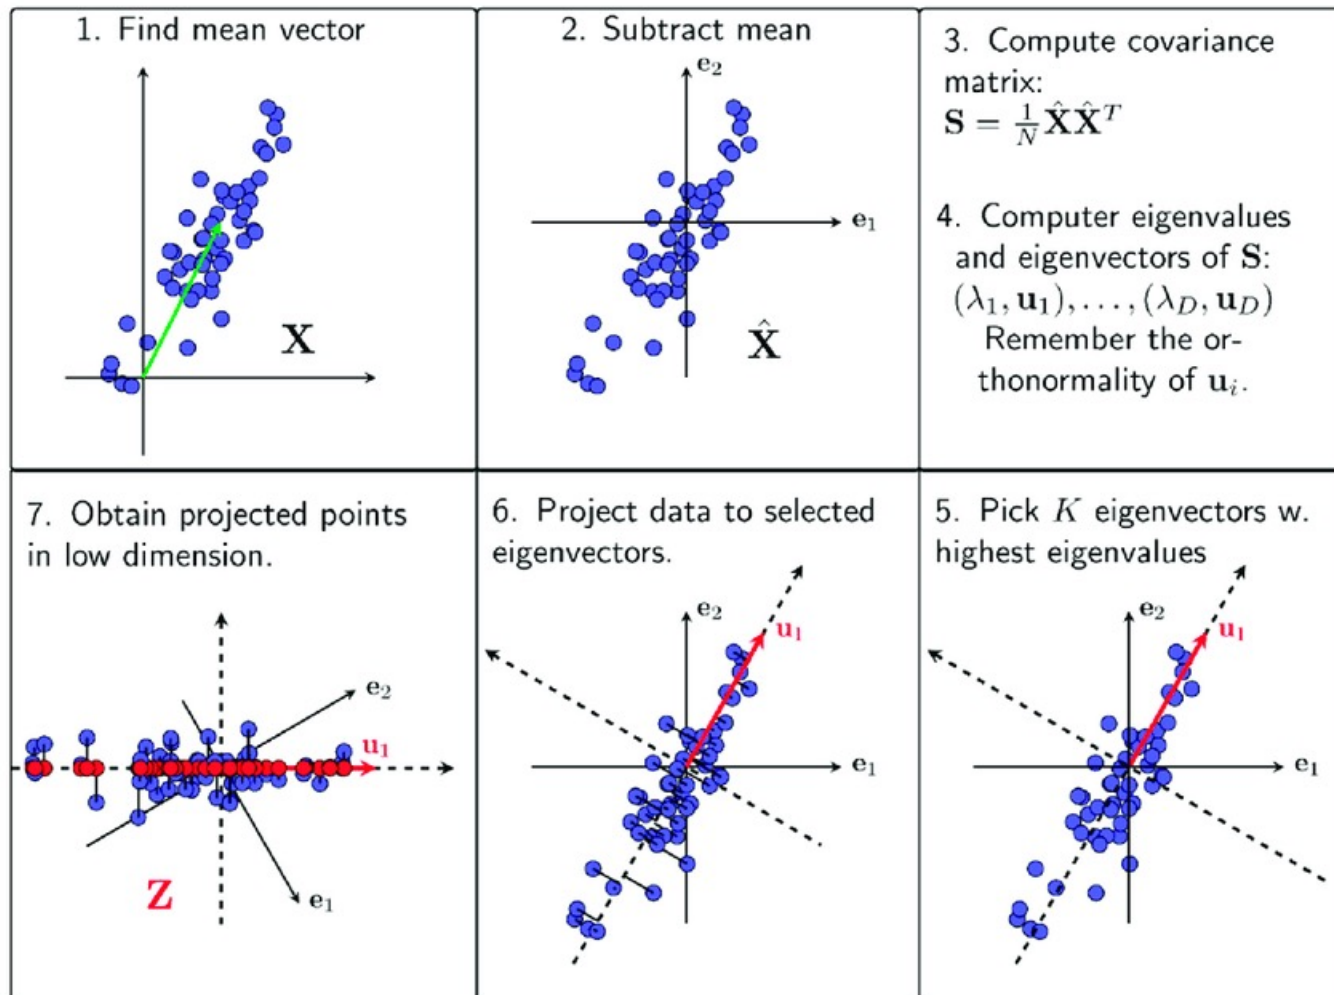 1. Find mean vector
X
2. Subtract mean
e₂
e₁
X̂
3. Compute covariance
matrix:
S = 1/N X̂X̂ᵀ
4. Computer eigenvalues
and eigenvectors of S:
(λ₁, u₁), . . . , (λ_D, u_D)
Remember the or-
thonormality of uᵢ.
7. Obtain projected points
in low dimension.
e₂
u₁
Z
e₁
6. Project data to selected
eigenvectors.
e₂
u₁
e₁
5. Pick K eigenvectors w.
highest eigenvalues
e₂
u₁
e₁